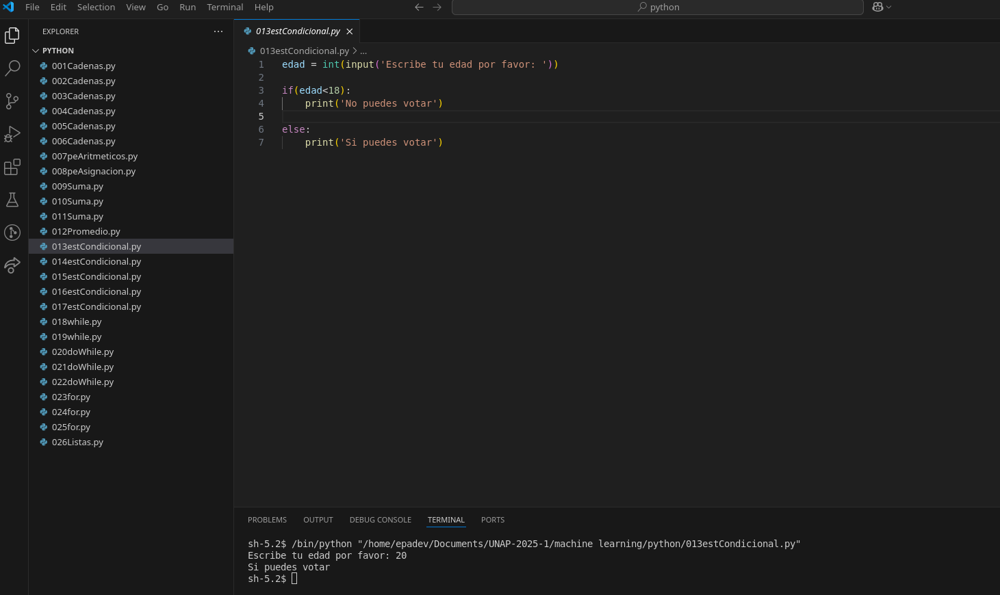 File Edit Selection View Go Run Terminal Help
python
EXPLORER
PYTHON
001Cadenas.py
002Cadenas.py
003Cadenas.py
004Cadenas.py
005Cadenas.py
006Cadenas.py
007peAritmeticos.py
008peAsignacion.py
009Suma.py
010Suma.py
011Suma.py
012Promedio.py
013estCondicional.py
014estCondicional.py
015estCondicional.py
016estCondicional.py
017estCondicional.py
018while.py
019while.py
020doWhile.py
021doWhile.py
022doWhile.py
023for.py
024for.py
025for.py
026Listas.py
013estCondicional.py
013estCondicional.py > ...
1 edad = int(input('Escribe tu edad por favor: '))
2
3 if(edad<18):
4     print('No puedes votar')
5
6 else:
7     print('Si puedes votar')
PROBLEMS OUTPUT DEBUG CONSOLE TERMINAL PORTS
sh-5.2$ /bin/python "/home/epadev/Documents/UNAP-2025-1/machine learning/python/013estCondicional.py"
Escribe tu edad por favor: 20
Si puedes votar
sh-5.2$